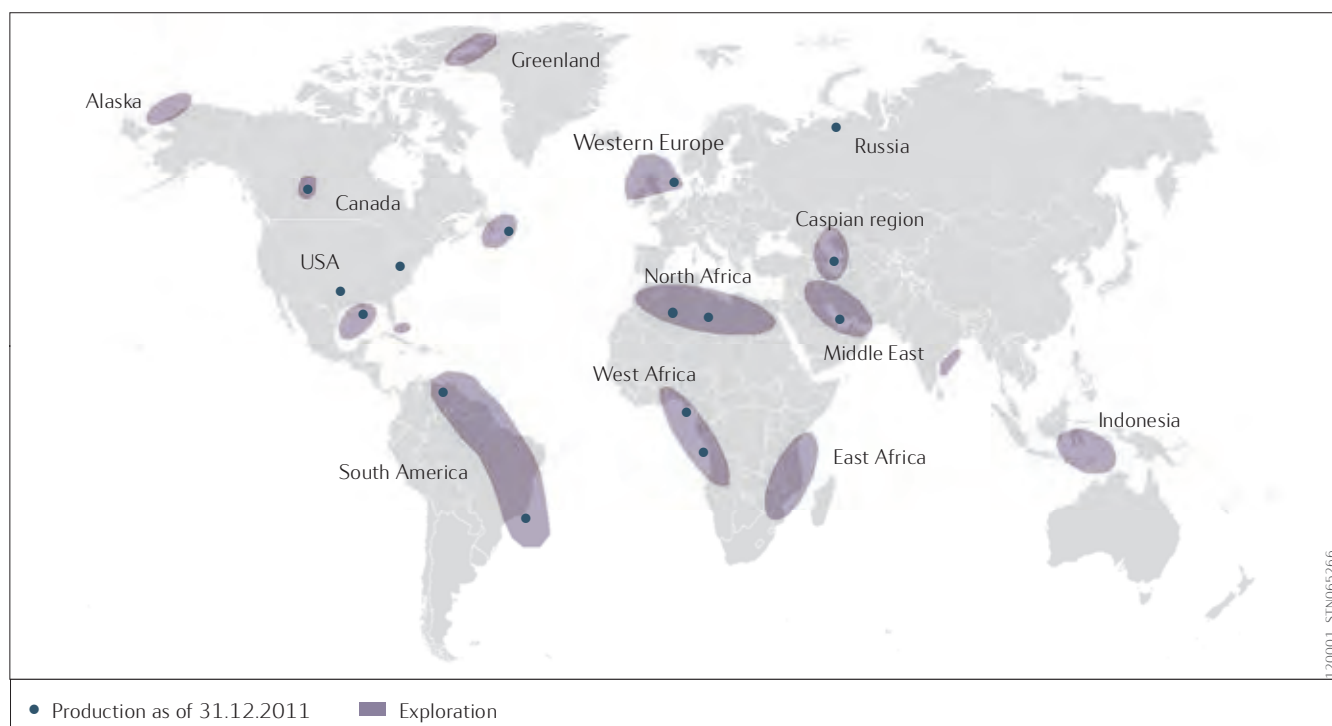 Greenland
Alaska
Western Europe
Russia
Canada
Caspian region
USA
North Africa
Middle East
West Africa
Indonesia
South America
East Africa
120001_STN065266
Production as of 31.12.2011
Exploration